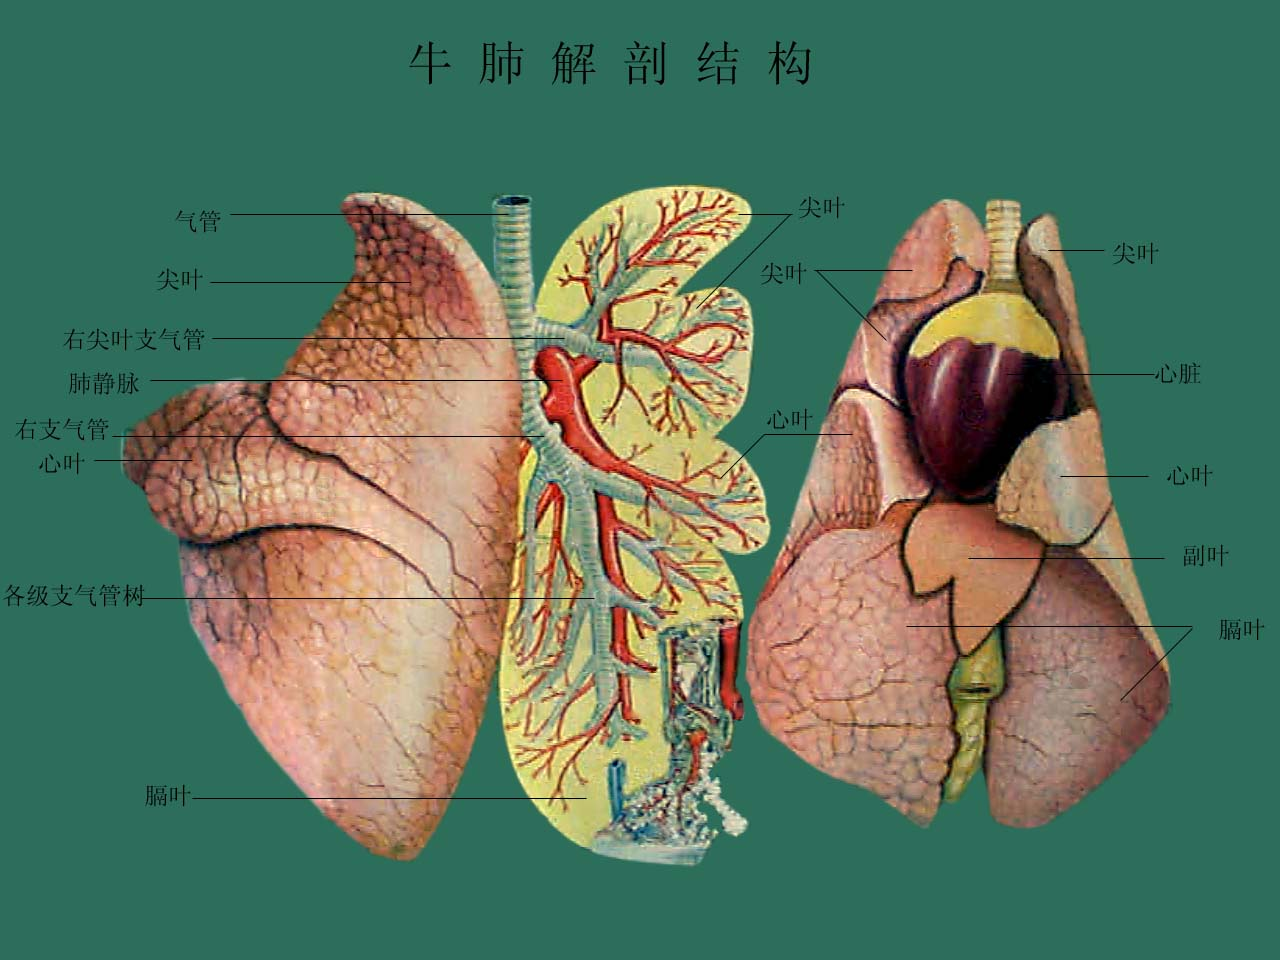 牛肺解剖结构
气管
尖叶
右尖叶支气管
肺静脉
右支气管
心叶
各级支气管树
膈叶
尖叶
尖叶
心叶
尖叶
心脏
心叶
副叶
膈叶